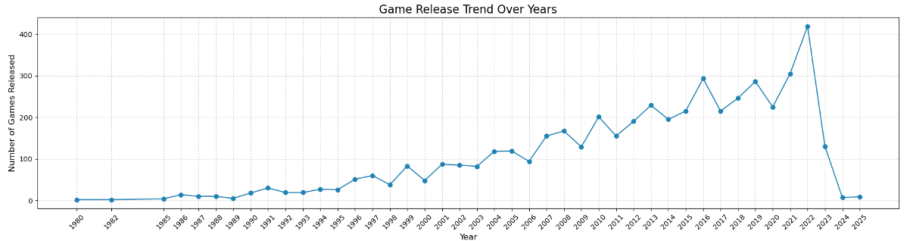 Game Release Trend Over Years
Number of Games Released
400
300
200
100
0
1980 1982 1985 1986 1987 1988 1989 1990 1991 1992 1993 1994 1995 1996 1997 1998 1999 2000 2001 2002 2003 2004 2005 2006 2007 2008 2009 2010 2011 2012 2013 2014 2015 2016 2017 2018 2019 2020 2021 2022 2023 2024 2025
Year